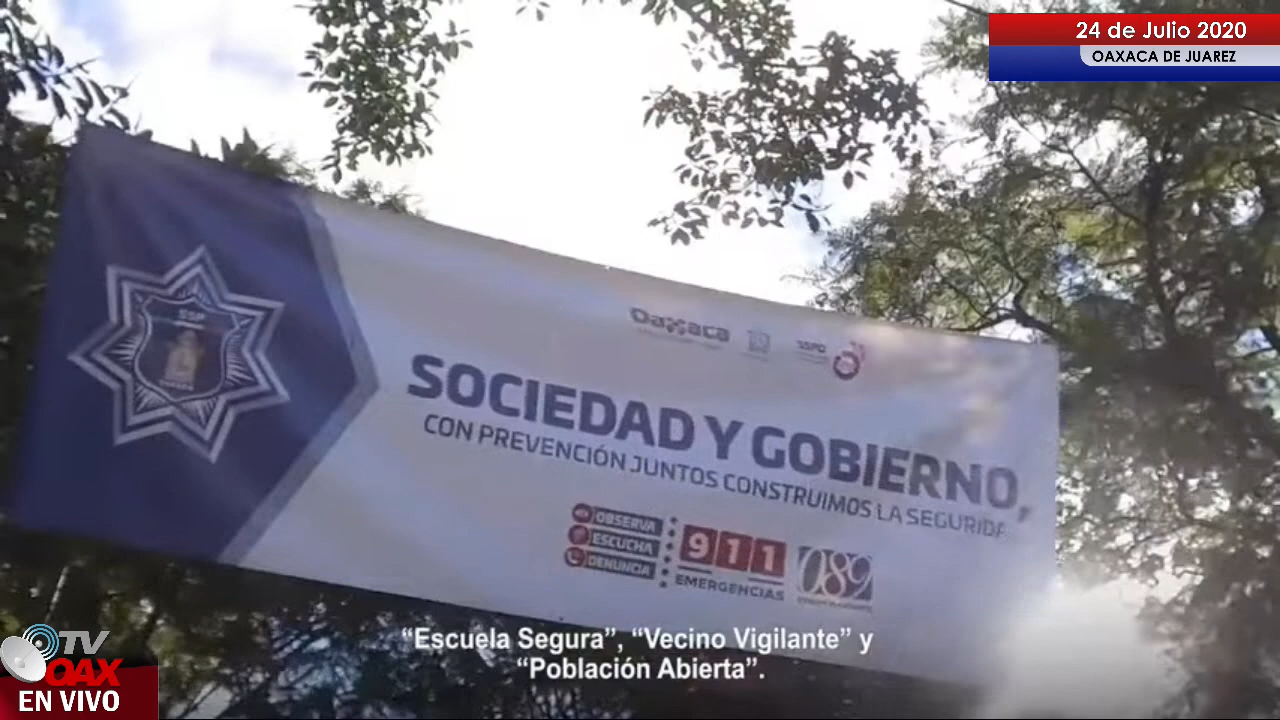 24 de Julio 2020
OAXACA DE JUAREZ
SSP
Oaxaca
SSPO
SOCIEDAD Y GOBIERNO,
CON PREVENCIÓN JUNTOS CONSTRUIMOS LA SEGURIDA
OBSERVA
ESCUCHA
DENUNCIA
911
EMERGENCIAS
089
“Escuela Segura”, “Vecino Vigilante” y
“Población Abierta”.
TV
OAX
EN VIVO